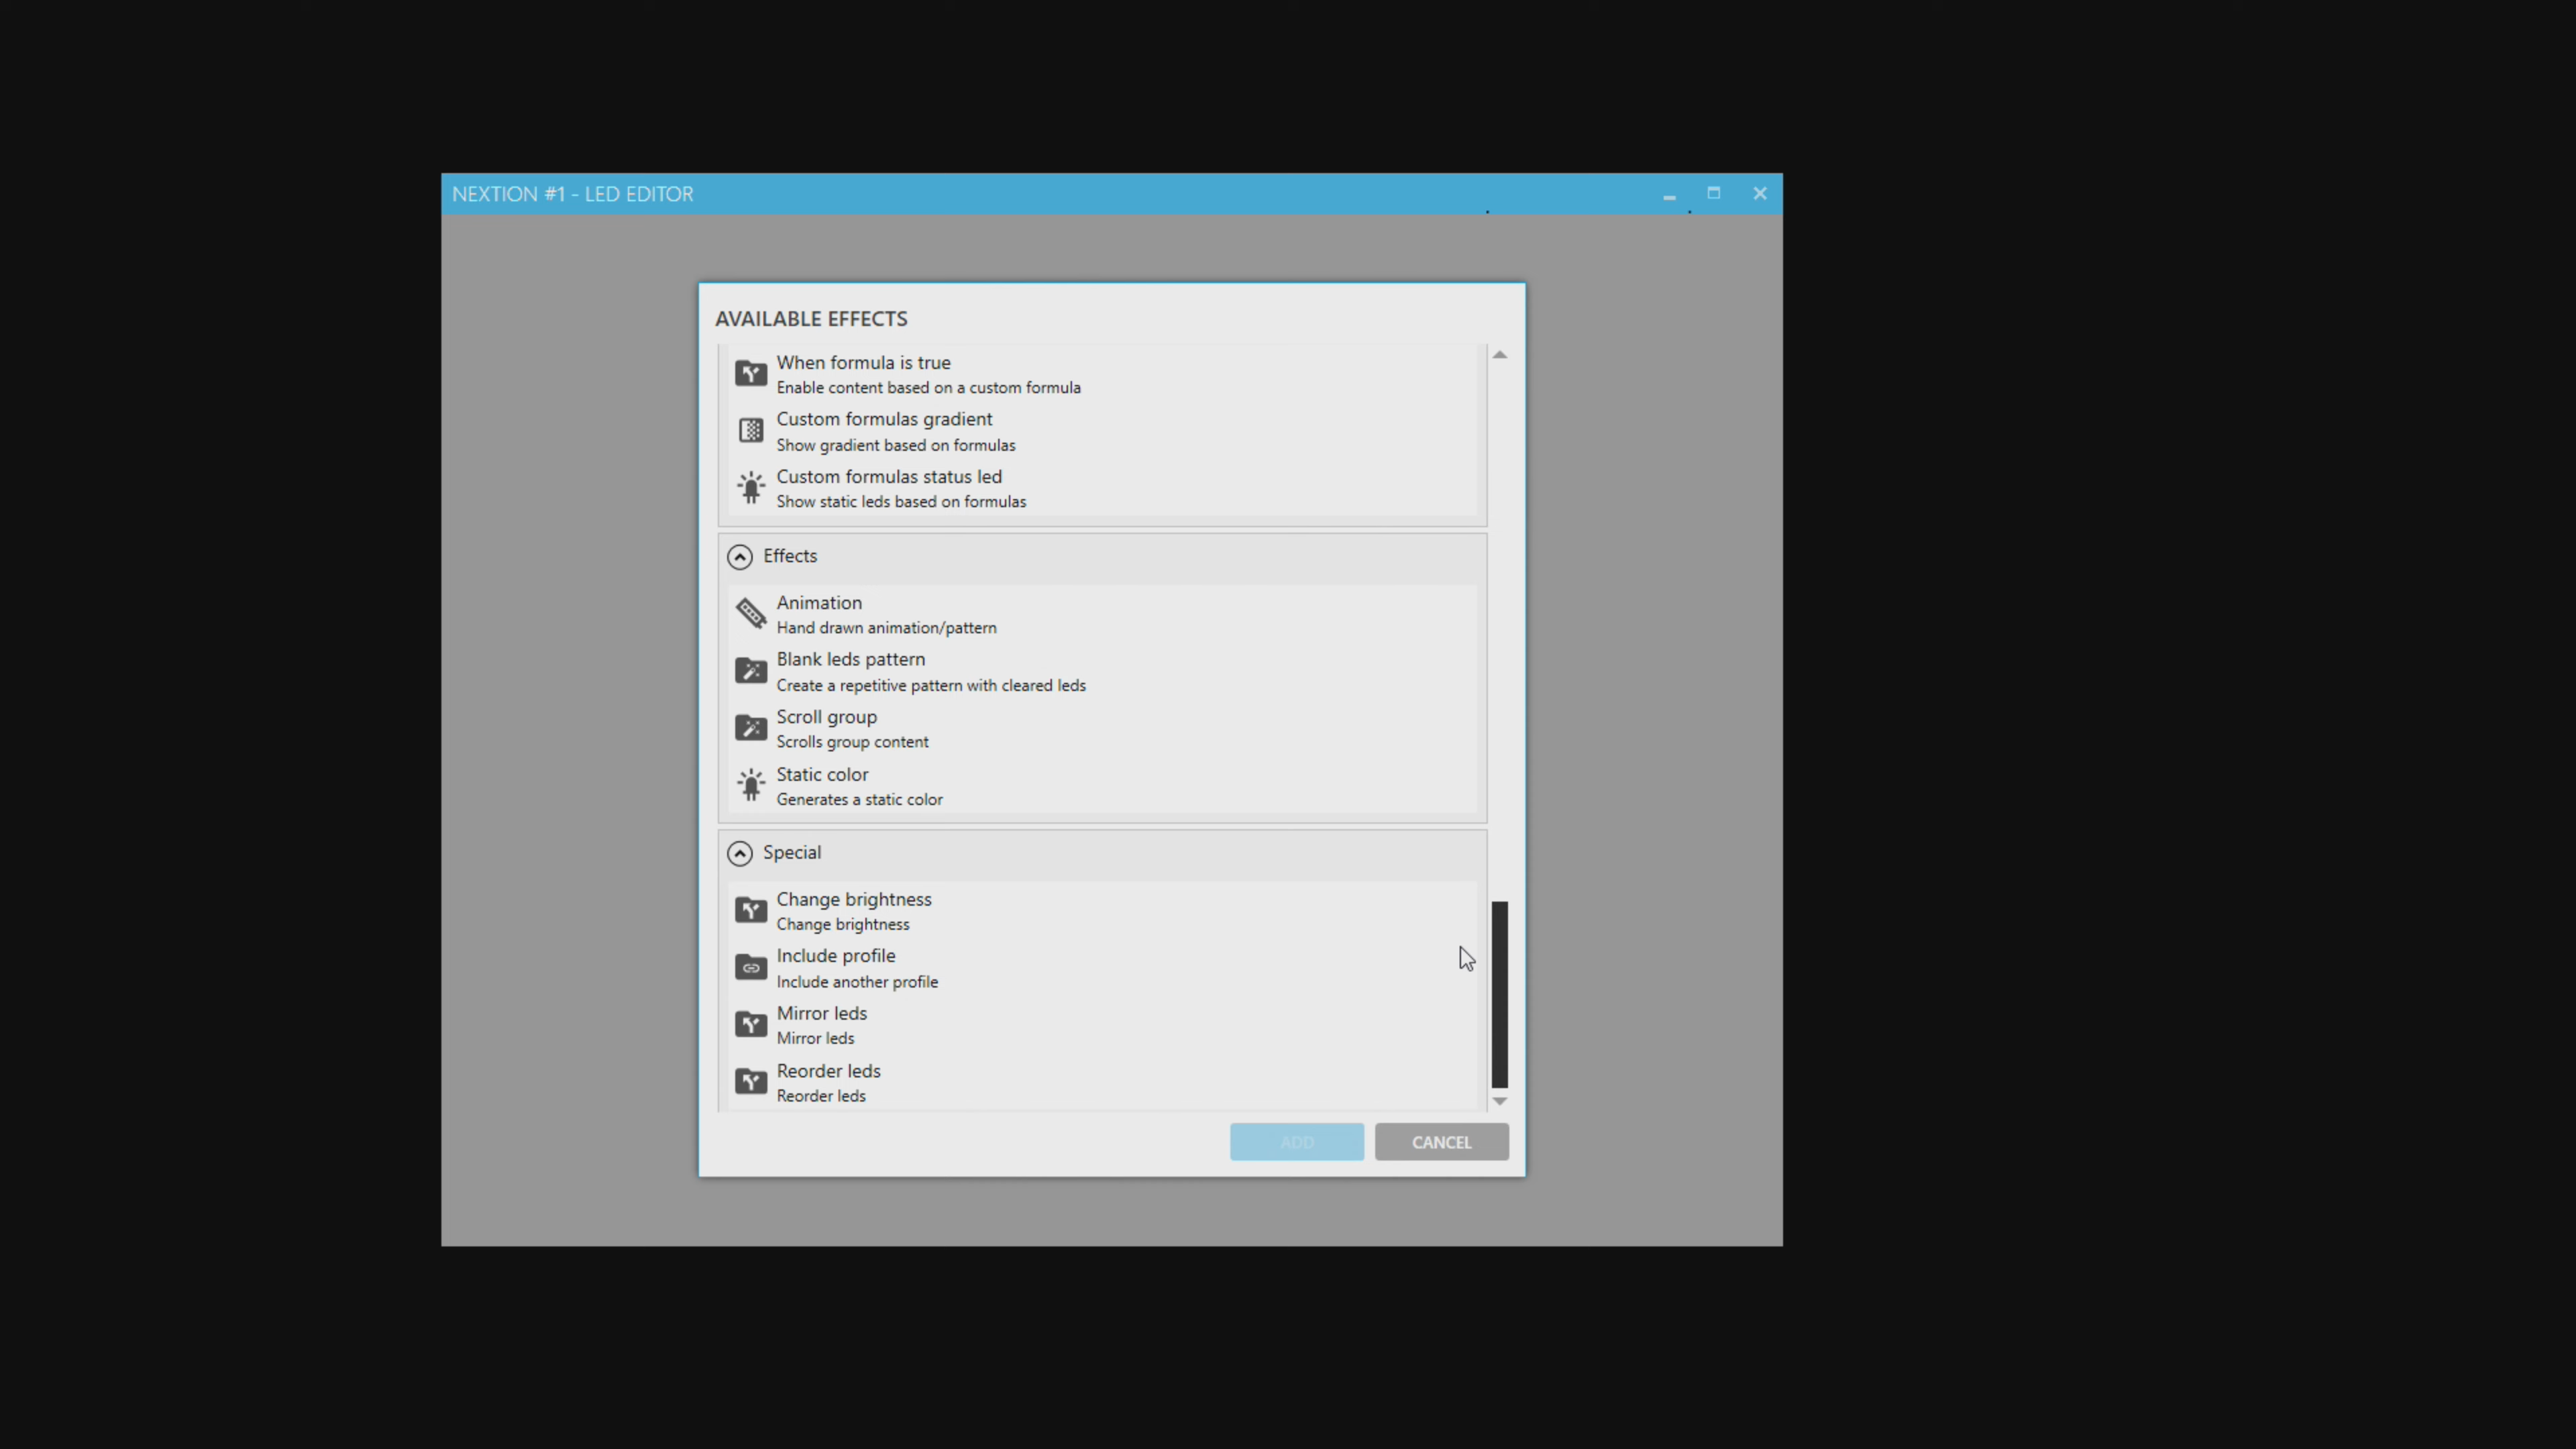 NEXTION #1 - LED EDITOR
AVAILABLE EFFECTS
When formula is true
Enable content based on a custom formula
Custom formulas gradient
Show gradient based on formulas
Custom formulas status led
Show static leds based on formulas
Effects
Animation
Hand drawn animation/pattern
Blank leds pattern
Create a repetitive pattern with cleared leds
Scroll group
Scrolls group content
Static color
Generates a static color
Special
Change brightness
Change brightness
Include profile
Include another profile
Mirror leds
Mirror leds
Reorder leds
Reorder leds
ADD CANCEL